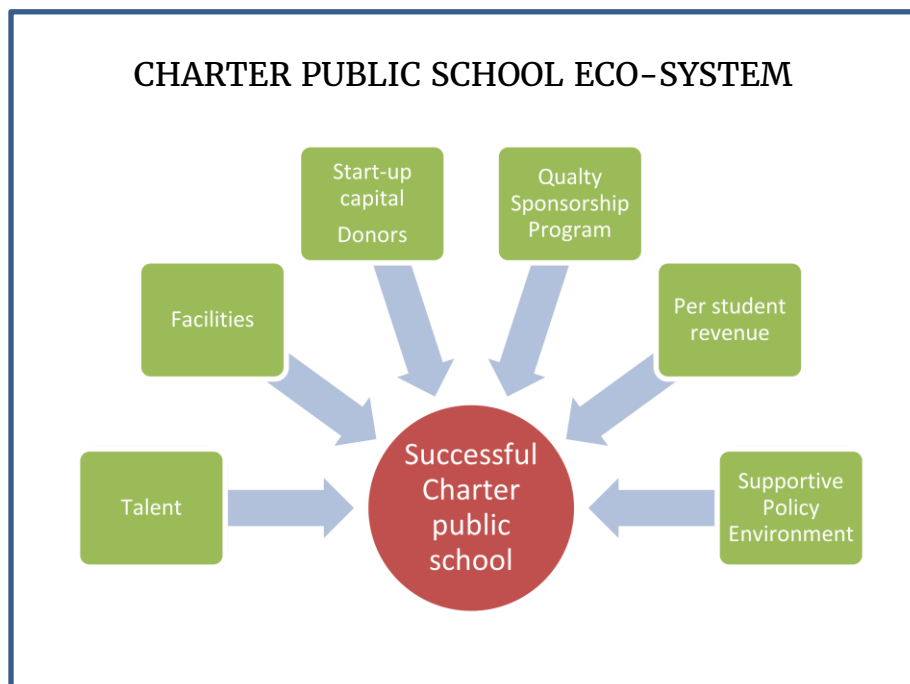 CHARTER PUBLIC SCHOOL ECO-SYSTEM
Start-up
capital
Donors
Qualty
Sponsorship
Program
Facilities
Per student
revenue
Talent
Successful
Charter
public
school
Supportive
Policy
Environment